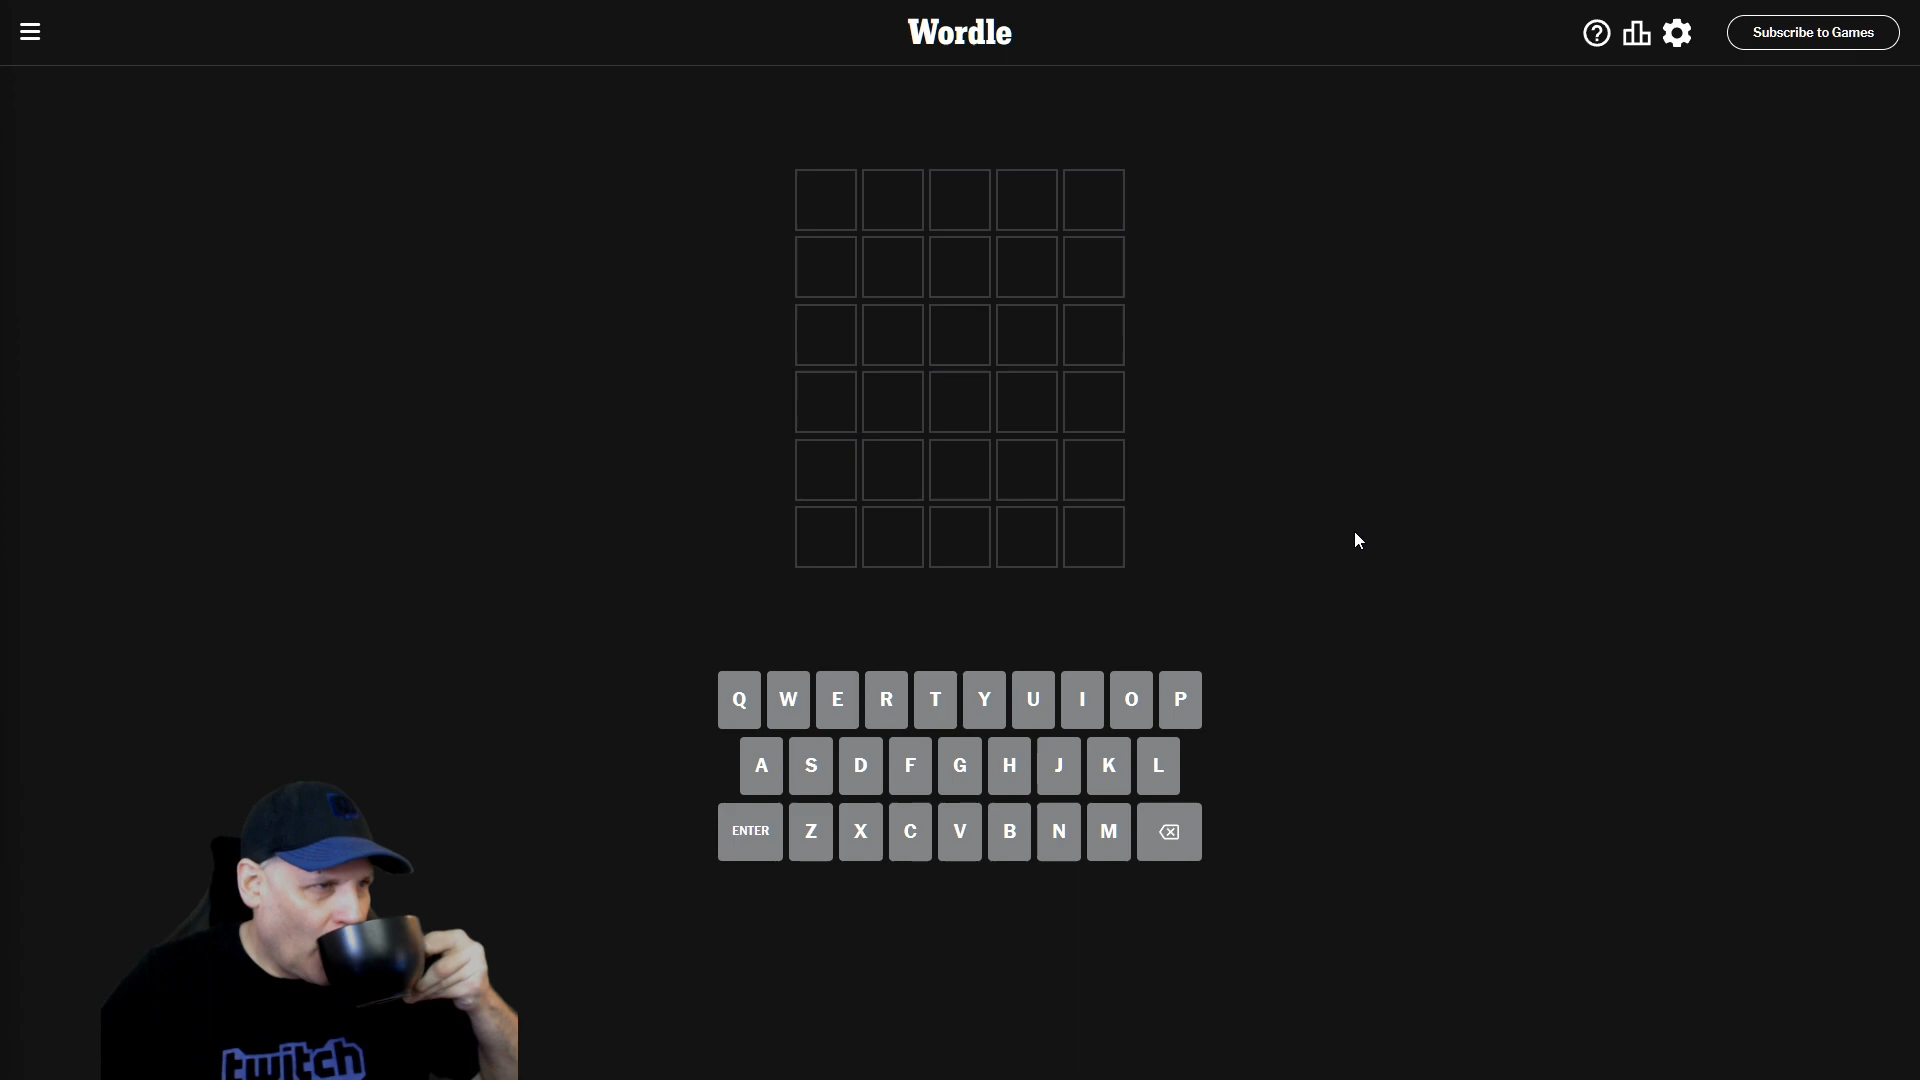 Wordle
?
Subscribe to Games
Q W E R T Y U I O P
A S D F G H J K L
ENTER Z X C V B N M
twitch